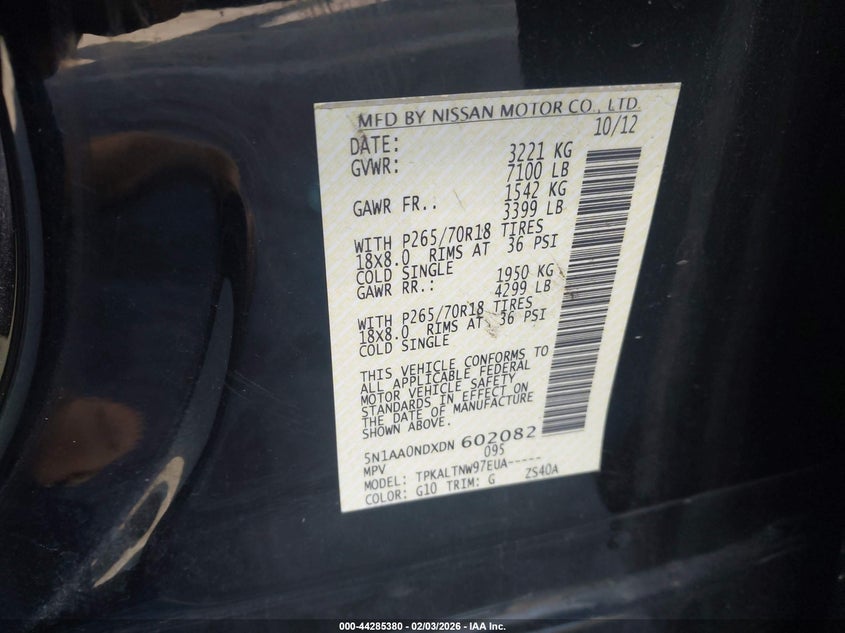 MFD BY NISSAN MOTOR CO., LTD.
DATE: 10/12
GVWR: 3221 KG
7100 LB
GAWR FR.: 1542 KG
3399 LB
WITH P265/70R18 TIRES
18X8.0 RIMS AT 36 PSI
COLD SINGLE
GAWR RR.: 1950 KG
4299 LB
WITH P265/70R18 TIRES
18X8.0 RIMS AT 36 PSI
COLD SINGLE
THIS VEHICLE CONFORMS TO
ALL APPLICABLE FEDERAL
MOTOR VEHICLE SAFETY
STANDARDS IN EFFECT ON
THE DATE OF MANUFACTURE
SHOWN ABOVE.
5N1AA0NDXDN 602082
MPV 095
MODEL: TPKALTNW97EUA-----
COLOR: G10 TRIM: G ZS40A
000-44285380 - 02/03/2026 - IAA Inc.